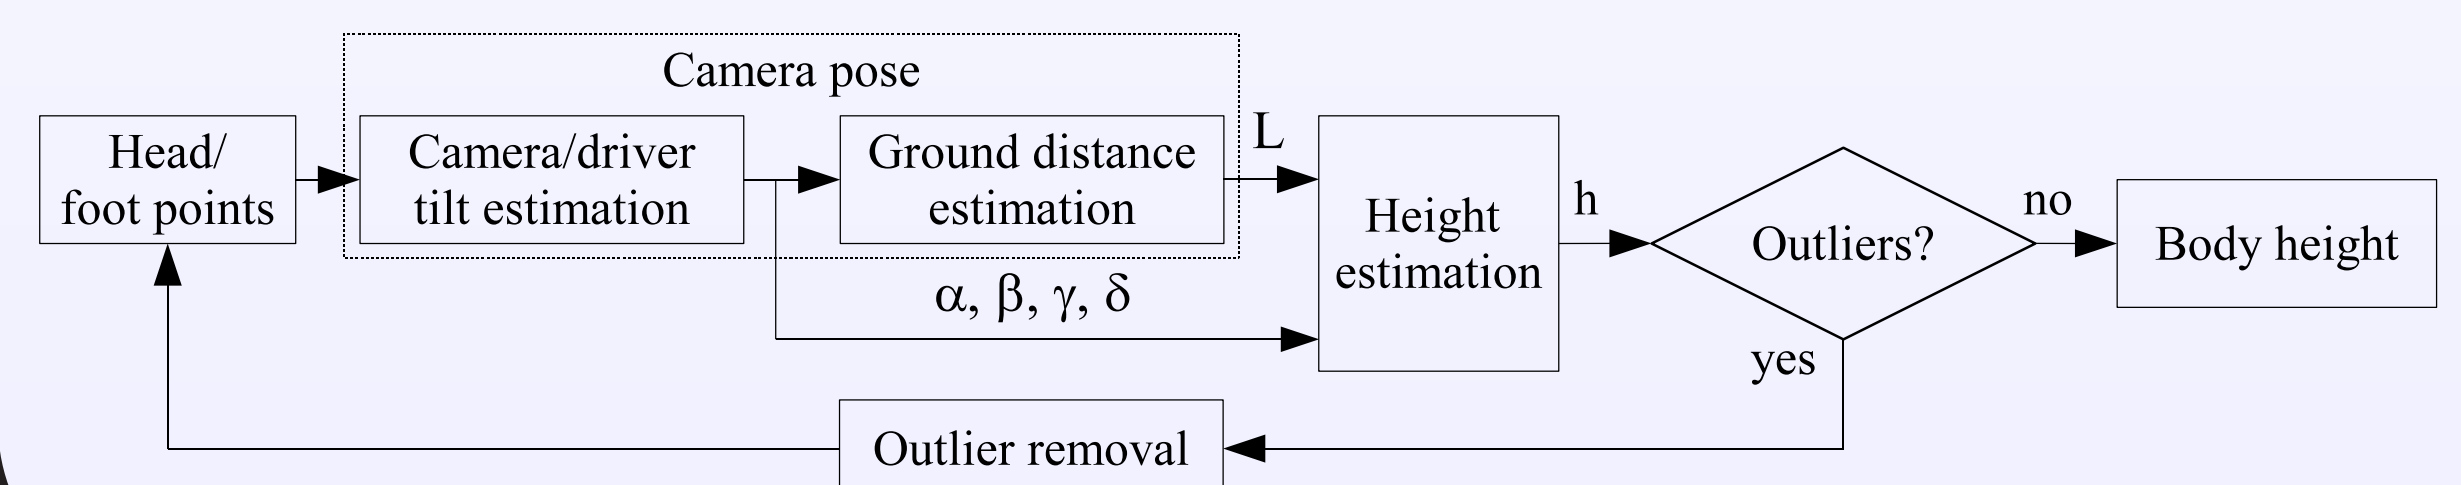 Camera pose
Head/
foot points
Camera/driver
tilt estimation
Ground distance
estimation
L
α, β, γ, δ
Height
estimation
h
Outliers?
no
yes
Body height
Outlier removal